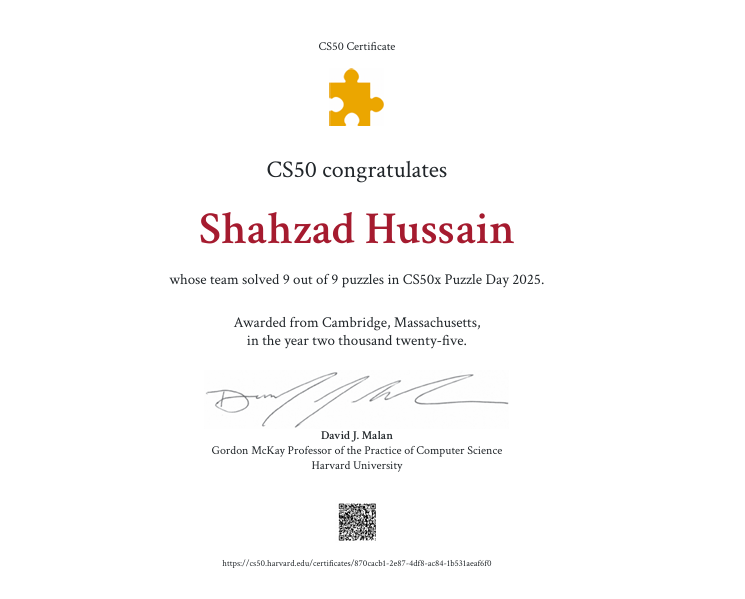 CS50 Certificate
CS50 congratulates
Shahzad Hussain
whose team solved 9 out of 9 puzzles in CS50x Puzzle Day 2025.
Awarded from Cambridge, Massachusetts,
in the year two thousand twenty-five.
David J. Malan
Gordon McKay Professor of the Practice of Computer Science
Harvard University
https://cs50.harvard.edu/certificates/870cacb1-2e87-4df8-ac84-1b531aeaf6f0